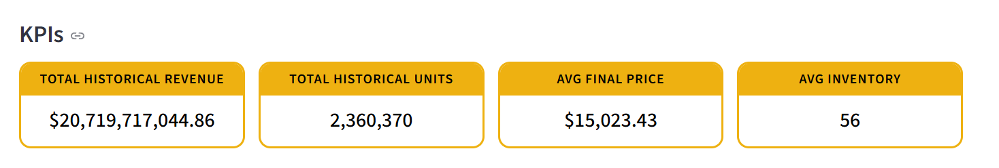 KPIs
TOTAL HISTORICAL REVENUE
$20,719,717,044.86
TOTAL HISTORICAL UNITS
2,360,370
AVG FINAL PRICE
$15,023.43
AVG INVENTORY
56